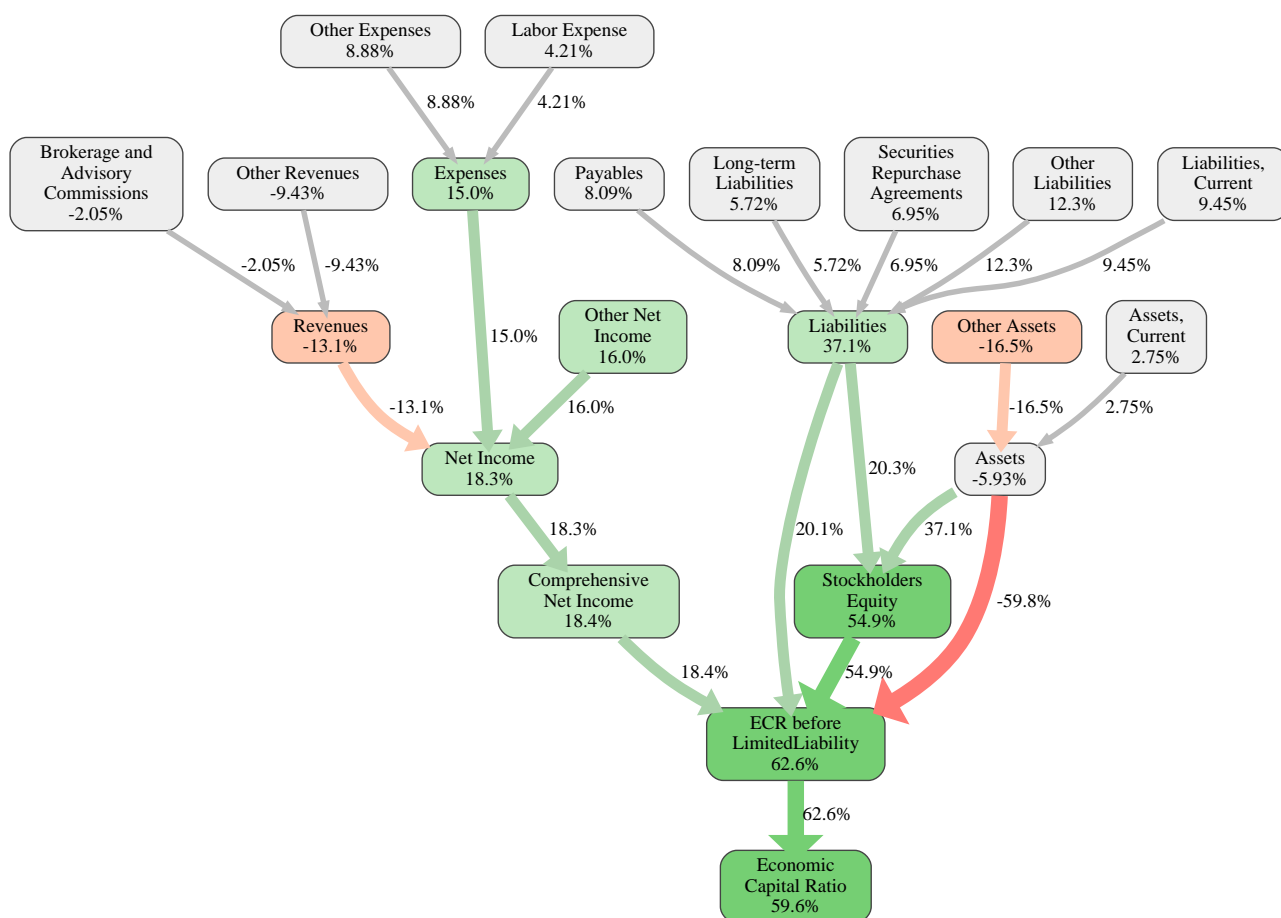 Other Expenses
8.88%
Labor Expense
4.21%
8.88%
4.21%
Brokerage and
Advisory
Commissions
-2.05%
Other Revenues
-9.43%
Expenses
15.0%
Payables
8.09%
Long-term
Liabilities
5.72%
Securities
Repurchase
Agreements
6.95%
Other
Liabilities
12.3%
Liabilities,
Current
9.45%
-2.05%
-9.43%
8.09%
5.72%
6.95%
12.3%
9.45%
Revenues
-13.1%
15.0%
Other Net
Income
16.0%
Liabilities
37.1%
Other Assets
-16.5%
Assets,
Current
2.75%
-13.1%
16.0%
-16.5%
2.75%
Net Income
18.3%
20.3%
Assets
-5.93%
18.3%
20.1%
37.1%
Comprehensive
Net Income
18.4%
Stockholders
Equity
54.9%
-59.8%
18.4%
54.9%
ECR before
LimitedLiability
62.6%
62.6%
Economic
Capital Ratio
59.6%